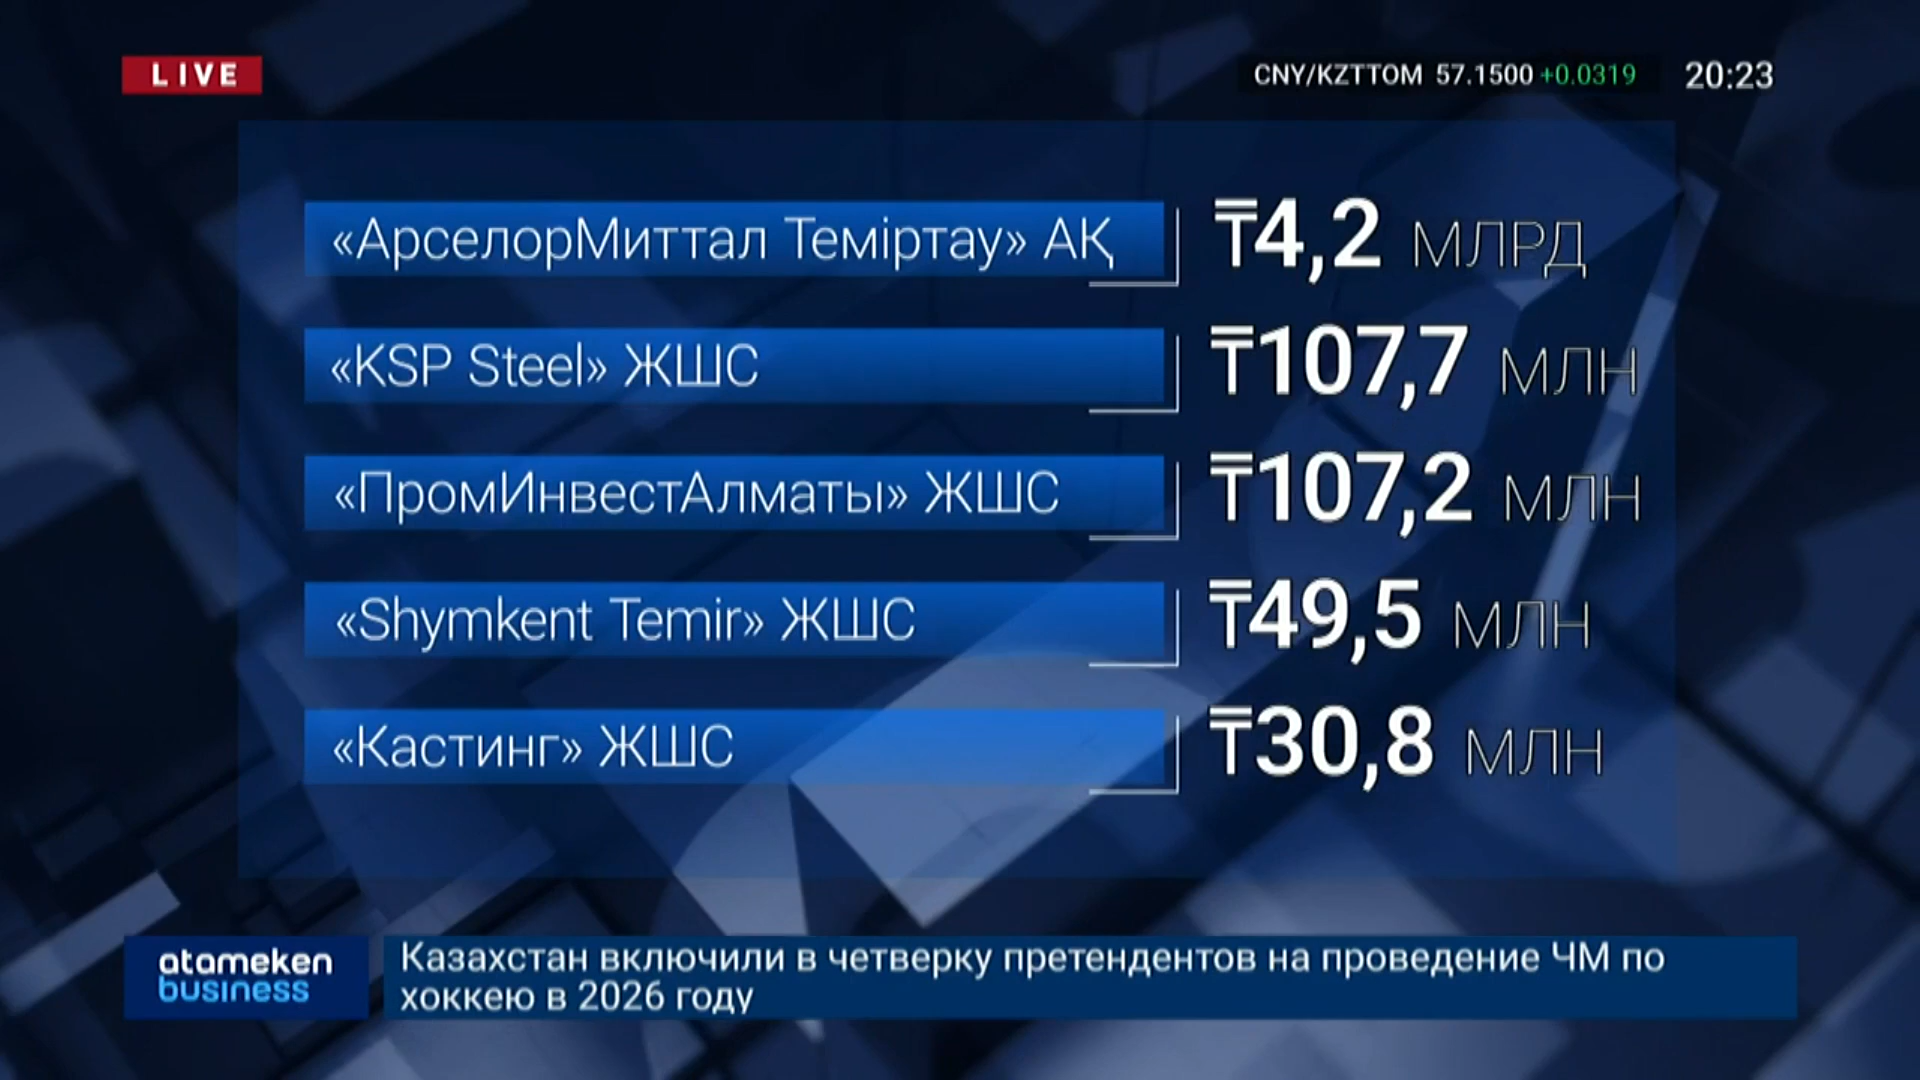 LIVE
CNY/KZTTOM 57.1500 +0.0319 20:23
«АрселорМиттал Теміртау» АҚ ₸4,2 МЛРД
«KSP Steel» ЖШС ₸107,7 МЛН
«ПромИнвестАлматы» ЖШС ₸107,2 МЛН
«Shymkent Temir» ЖШС ₸49,5 МЛН
«Кастинг» ЖШС ₸30,8 МЛН
atameken
business
Казахстан включили в четверку претендентов на проведение ЧМ по
хоккею в 2026 году